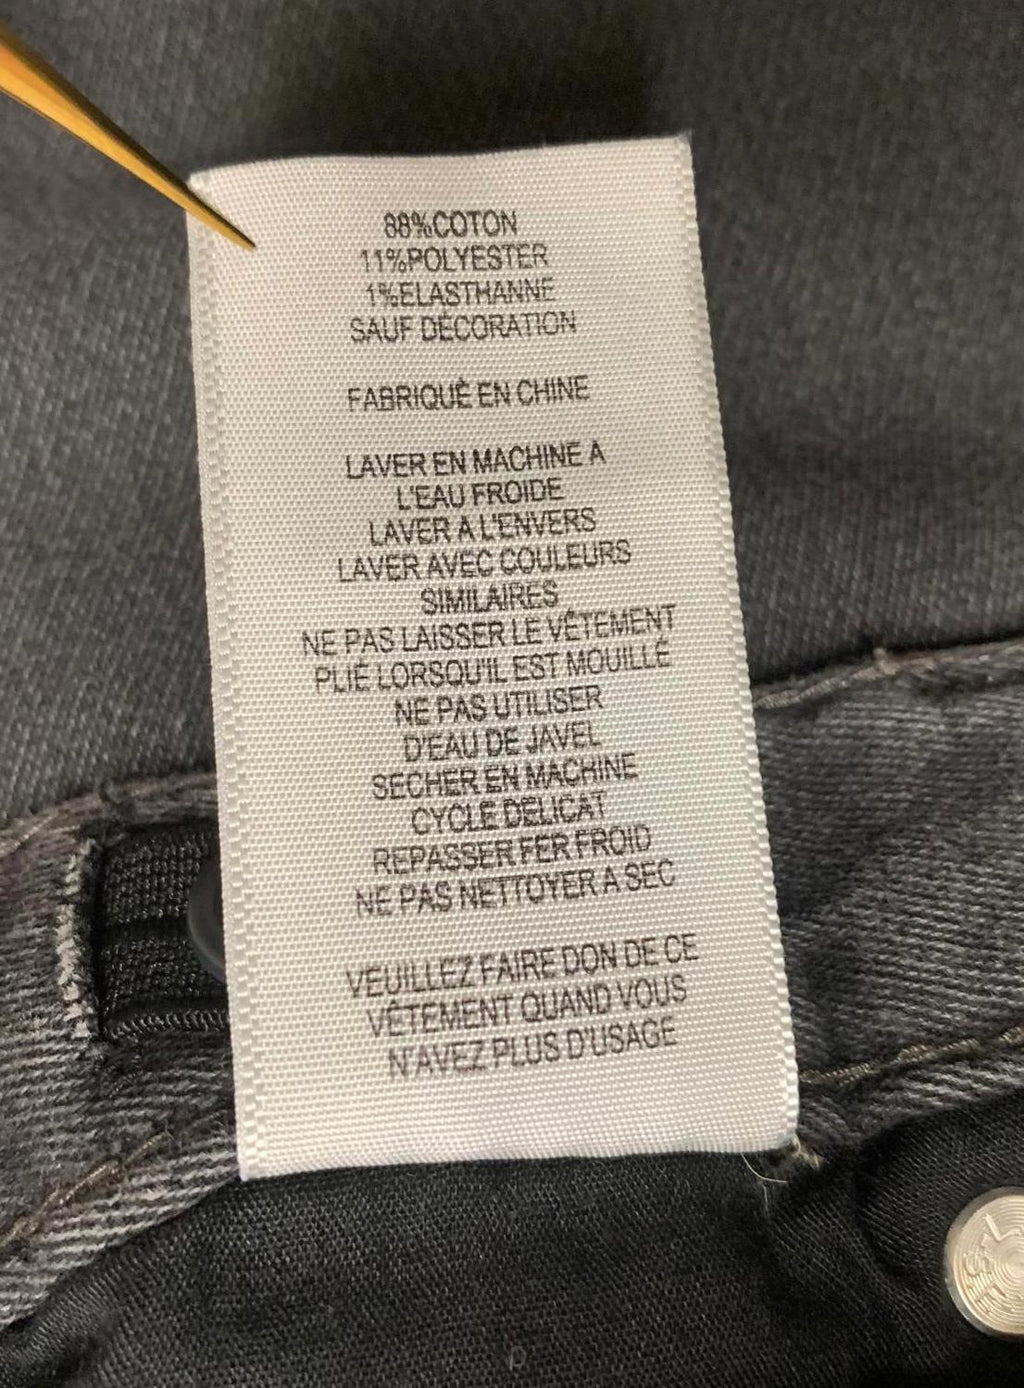 88%COTON
11%POLYESTER
1%ELASTHANNE
SAUF DÉCORATION
FABRIQUÈ EN CHINE
LAVER EN MACHINE A
L'EAU FROIDE
LAVER A L'ENVERS
LAVER AVEC COULEURS
SIMILAIRES
NE PAS LAISSER LE VÊTEMENT
PLIÉ LORSQU'IL EST MOUILLÉ
NE PAS UTILISER
D'EAU DE JAVEL
SECHER EN MACHINE
CYCLE DELICAT
REPASSER FER FROID
NE PAS NETTOYER A SEC
VEUILLEZ FAIRE DON DE CE
VÊTEMENT QUAND VOUS
N'AVEZ PLUS D'USAGE